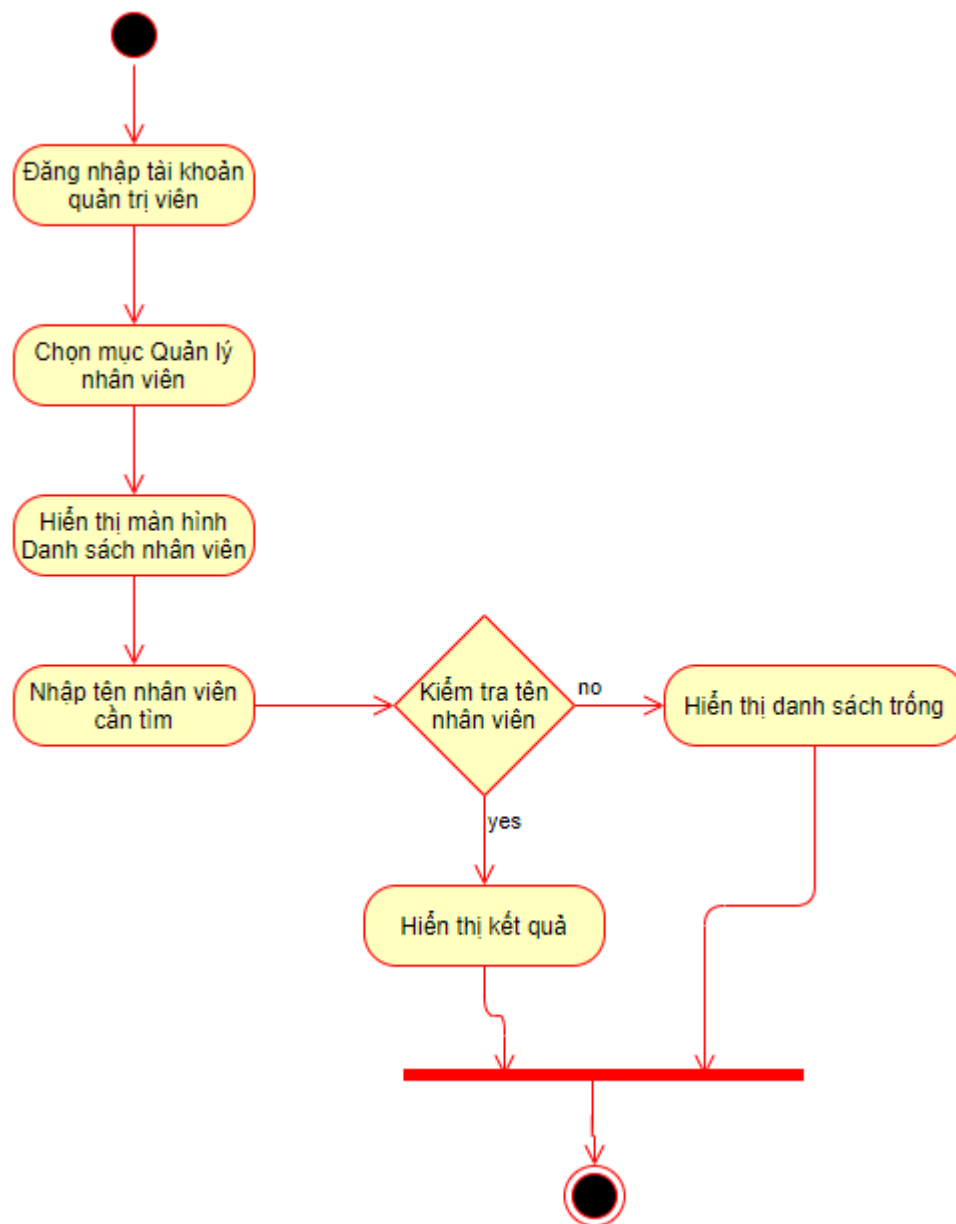 Đăng nhập tài khoản
quản trị viên
Chọn mục Quản lý
nhân viên
Hiển thị màn hình
Danh sách nhân viên
Nhập tên nhân viên
cần tìm
Kiểm tra tên
nhân viên
no
Hiển thị danh sách trống
yes
Hiển thị kết quả